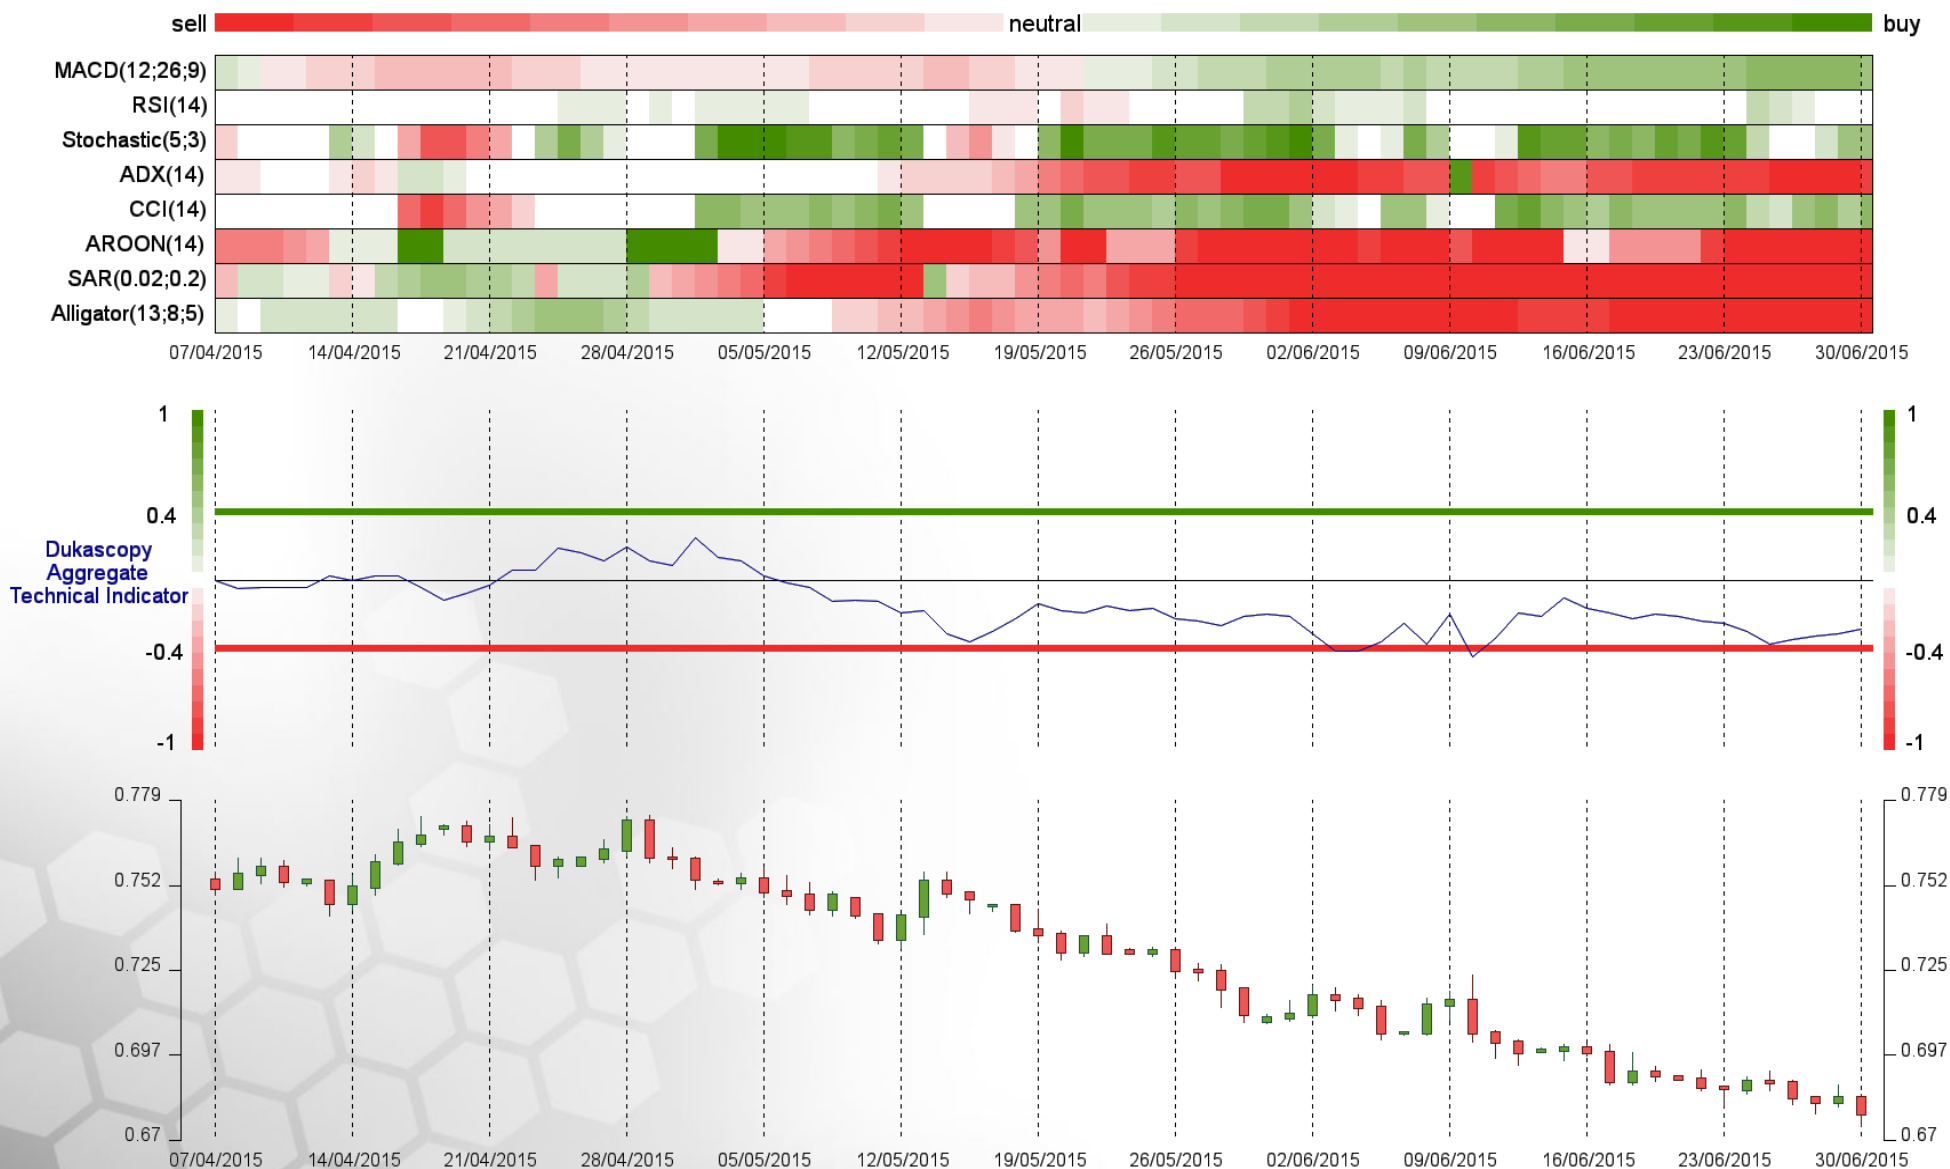 sell neutral buy
MACD(12;26;9)
RSI(14)
Stochastic(5;3)
ADX(14)
CCI(14)
AROON(14)
SAR(0.02;0.2)
Alligator(13;8;5)
07/04/2015 14/04/2015 21/04/2015 28/04/2015 05/05/2015 12/05/2015 19/05/2015 26/05/2015 02/06/2015 09/06/2015 16/06/2015 23/06/2015 30/06/2015
1 1
0.4 0.4
Dukascopy
Aggregate
Technical Indicator
-0.4 -0.4
-1 -1
0.779 0.779
0.752 0.752
0.725 0.725
0.697 0.697
0.67 0.67
07/04/2015 14/04/2015 21/04/2015 28/04/2015 05/05/2015 12/05/2015 19/05/2015 26/05/2015 02/06/2015 09/06/2015 16/06/2015 23/06/2015 30/06/2015